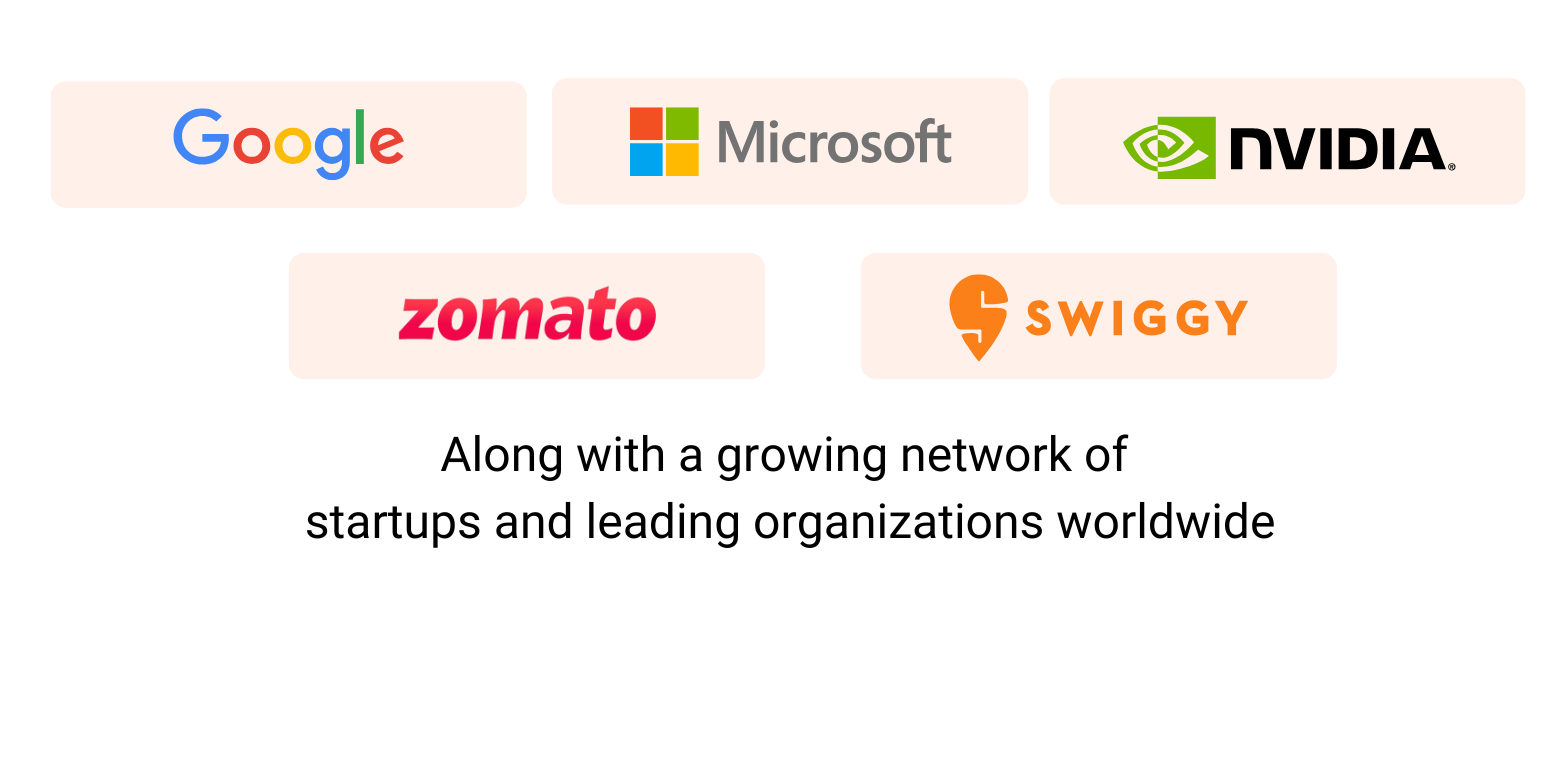 Google
Microsoft
NVIDIA®
zomato
SWIGGY
Along with a growing network of
startups and leading organizations worldwide